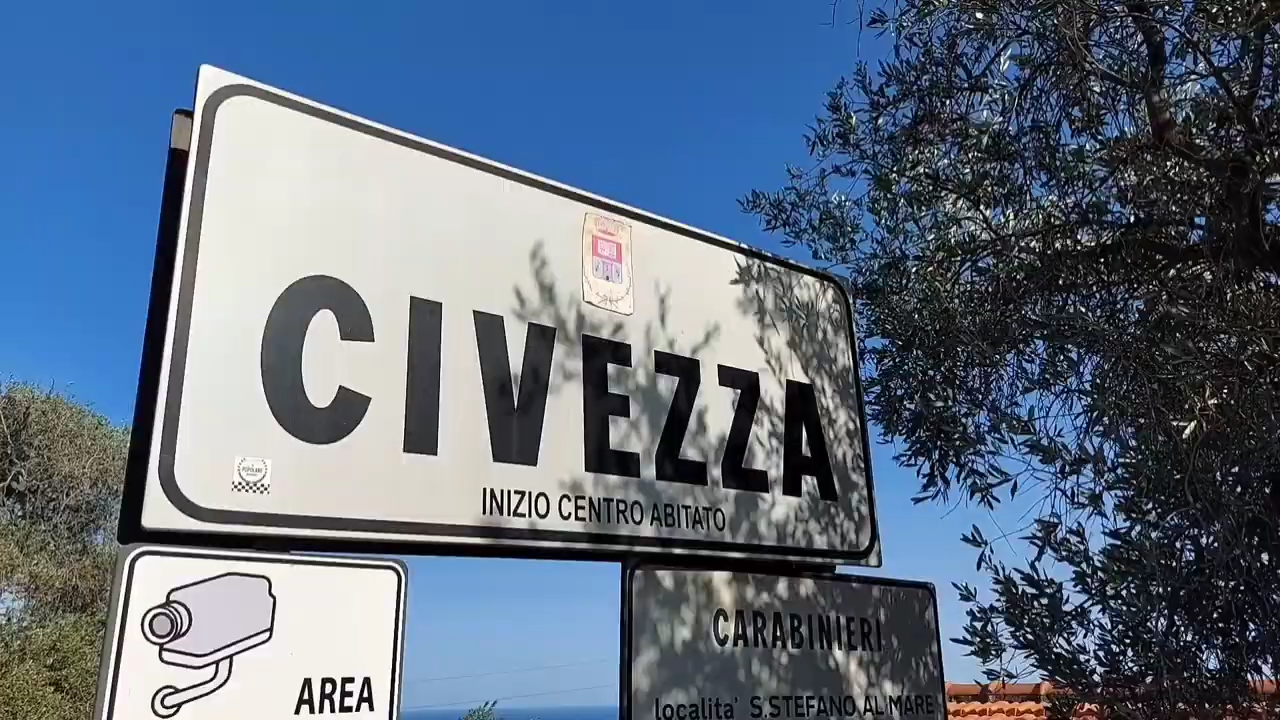 CIVEZZA
INIZIO CENTRO ABITATO
AREA
CARABINIERI
localita' S.STEFANO AL MARE